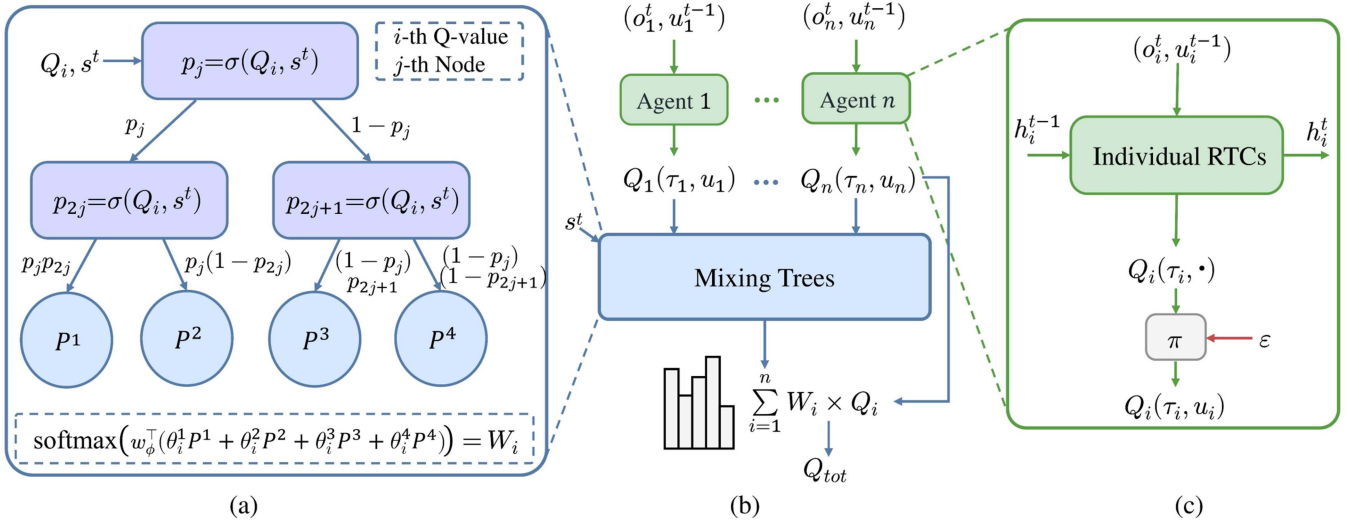 Q_i, s^t
p_j=σ(Q_i, s^t)
i-th Q-value
j-th Node
p_j
1 − p_j
p_{2j}=σ(Q_i, s^t)
p_{2j+1}=σ(Q_i, s^t)
p_j p_{2j}
p_j(1 − p_{2j})
(1 − p_j)
p_{2j+1}
(1 − p_j)
(1 − p_{2j+1})
P^1
P^2
P^3
P^4
softmax(w_ϕ^⊤(θ_i^1 P^1 + θ_i^2 P^2 + θ_i^3 P^3 + θ_i^4 P^4)) = W_i
(a)
(o_1^t, u_1^{t−1})
(o_n^t, u_n^{t−1})
Agent 1
•••
Agent n
Q_1(τ_1, u_1)
•••
Q_n(τ_n, u_n)
s^t
Mixing Trees
∑_{i=1}^{n} W_i × Q_i
Q_{tot}
(b)
(o_i^t, u_i^{t−1})
h_i^{t−1}
Individual RTCs
h_i^t
Q_i(τ_i, •)
π
ε
Q_i(τ_i, u_i)
(c)